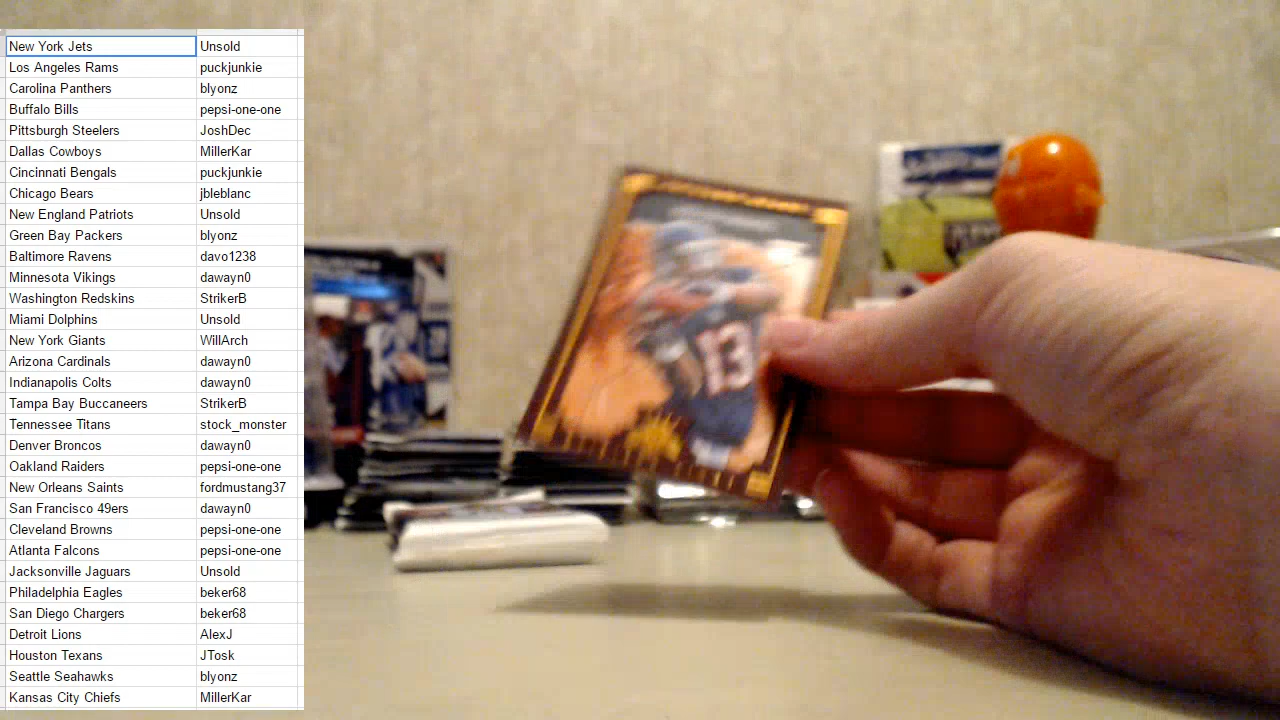 New York Jets Unsold
Los Angeles Rams puckjunkie
Carolina Panthers blyonz
Buffalo Bills pepsi-one-one
Pittsburgh Steelers JoshDec
Dallas Cowboys MillerKar
Cincinnati Bengals puckjunkie
Chicago Bears jbleblanc
New England Patriots Unsold
Green Bay Packers blyonz
Baltimore Ravens davo1238
Minnesota Vikings dawayn0
Washington Redskins StrikerB
Miami Dolphins Unsold
New York Giants WillArch
Arizona Cardinals dawayn0
Indianapolis Colts dawayn0
Tampa Bay Buccaneers StrikerB
Tennessee Titans stock_monster
Denver Broncos dawayn0
Oakland Raiders pepsi-one-one
New Orleans Saints fordmustang37
San Francisco 49ers dawayn0
Cleveland Browns pepsi-one-one
Atlanta Falcons pepsi-one-one
Jacksonville Jaguars Unsold
Philadelphia Eagles beker68
San Diego Chargers beker68
Detroit Lions AlexJ
Houston Texans JTosk
Seattle Seahawks blyonz
Kansas City Chiefs MillerKar
13